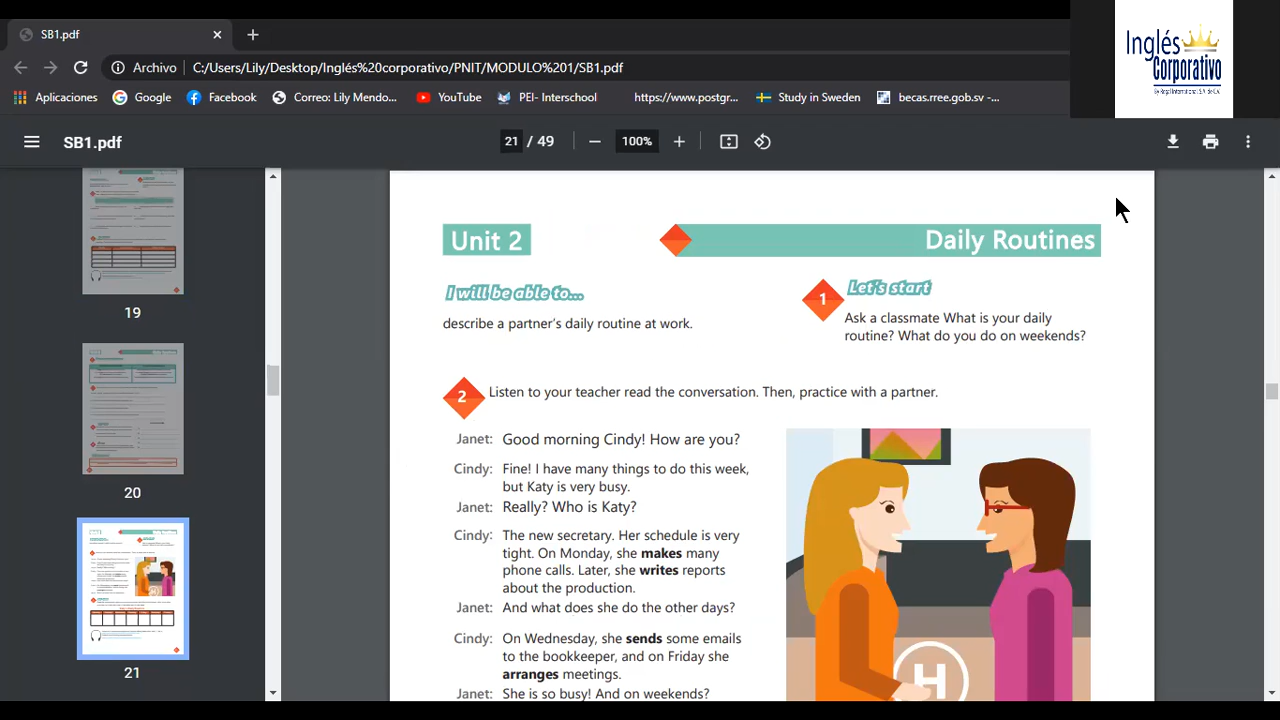 SB1.pdf
Archivo C:/Users/Lily/Desktop/Inglés%20corporativo/PNIT/MODULO%201/SB1.pdf
Aplicaciones Google Facebook Correo: Lily Mendo... YouTube PEI- Interschool https://www.postgr... Study in Sweden becas.rree.gob.sv -...
Inglés
Corporativo
SB1.pdf 21 / 49 100%
19
20
21
Unit 2
Daily Routines
I will be able to...
describe a partner's daily routine at work.
1
Let's start
Ask a classmate What is your daily
routine? What do you do on weekends?
2 Listen to your teacher read the conversation. Then, practice with a partner.
Janet: Good morning Cindy! How are you?
Cindy: Fine! I have many things to do this week,
but Katy is very busy.
Janet: Really? Who is Katy?
Cindy: The new secretary. Her schedule is very
tight. On Monday, she makes many
phone calls. Later, she writes reports
about the production.
Janet: And what does she do the other days?
Cindy: On Wednesday, she sends some emails
to the bookkeeper, and on Friday she
arranges meetings.
Janet: She is so busy! And on weekends?
H